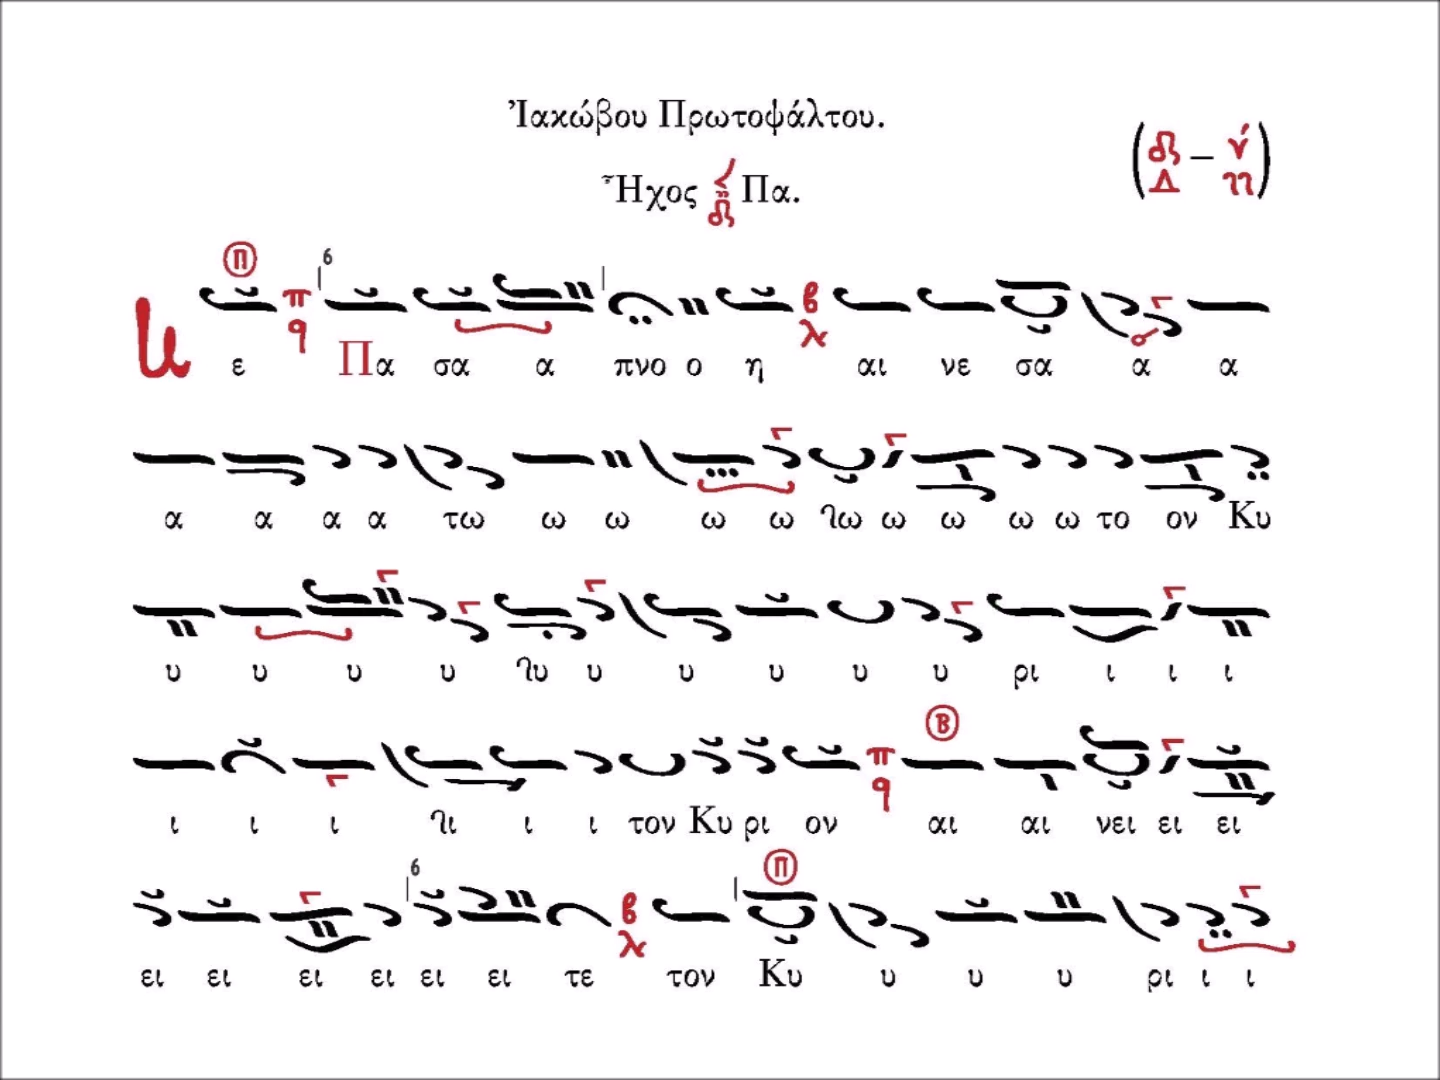 Ἰακώβου Πρωτοψάλτου.
Ἦχος Πα.
ε Πα σα α πνο ο η αι νε σα α α
α α α α τω ω ω ω ω ω ω ω ω ω το ον Κυ
υ υ υ υ υ υ υ υ υ υ ρι ι ι ι
ι ι ι ι ι ι τον Κυ ρι ον αι αι νει ει ει
ει ει ει ει ει ει τε τον Κυ υ υ υ ρι ι ι